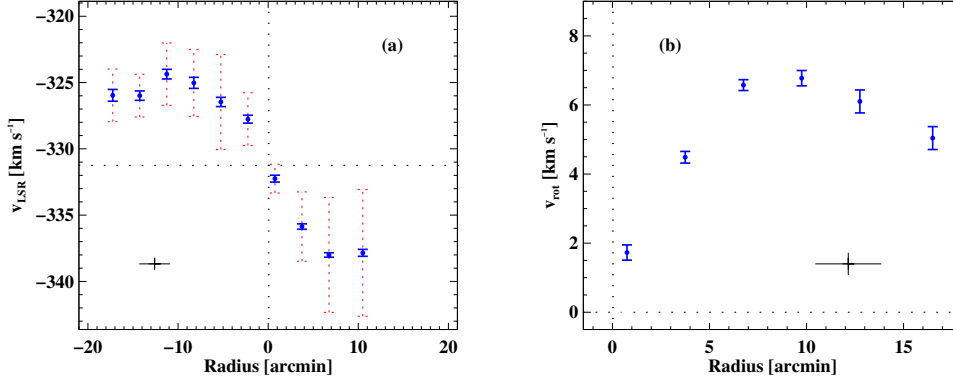 (a)
−320
−325
−330
−335
−340
v_LSR [km s⁻¹]
−20 −10 0 10 20
Radius [arcmin]
(b)
8
6
4
2
0
v_rot [km s⁻¹]
0 5 10 15
Radius [arcmin]